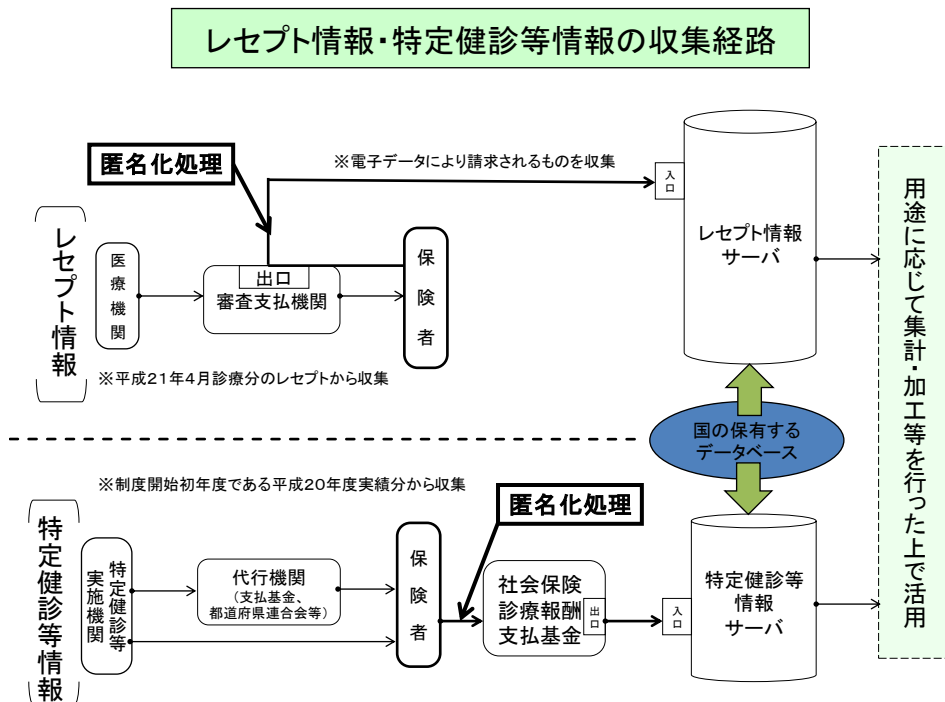 レセプト情報・特定健診等情報の収集経路
匿名化処理
※電子データにより請求されるものを収集
入口
レセプト情報
サーバ
レセプト情報
医療機関
出口
審査支払機関
保険者
※平成21年4月診療分のレセプトから収集
国の保有する
データベース
用途に応じて集計・加工等を行った上で活用
※制度開始初年度である平成20年度実績分から収集
匿名化処理
特定健診等情報
特定健診等
実施機関
代行機関
(支払基金、
都道府県連合会等)
保険者
社会保険
診療報酬
支払基金
出口
入口
特定健診等
情報
サーバ